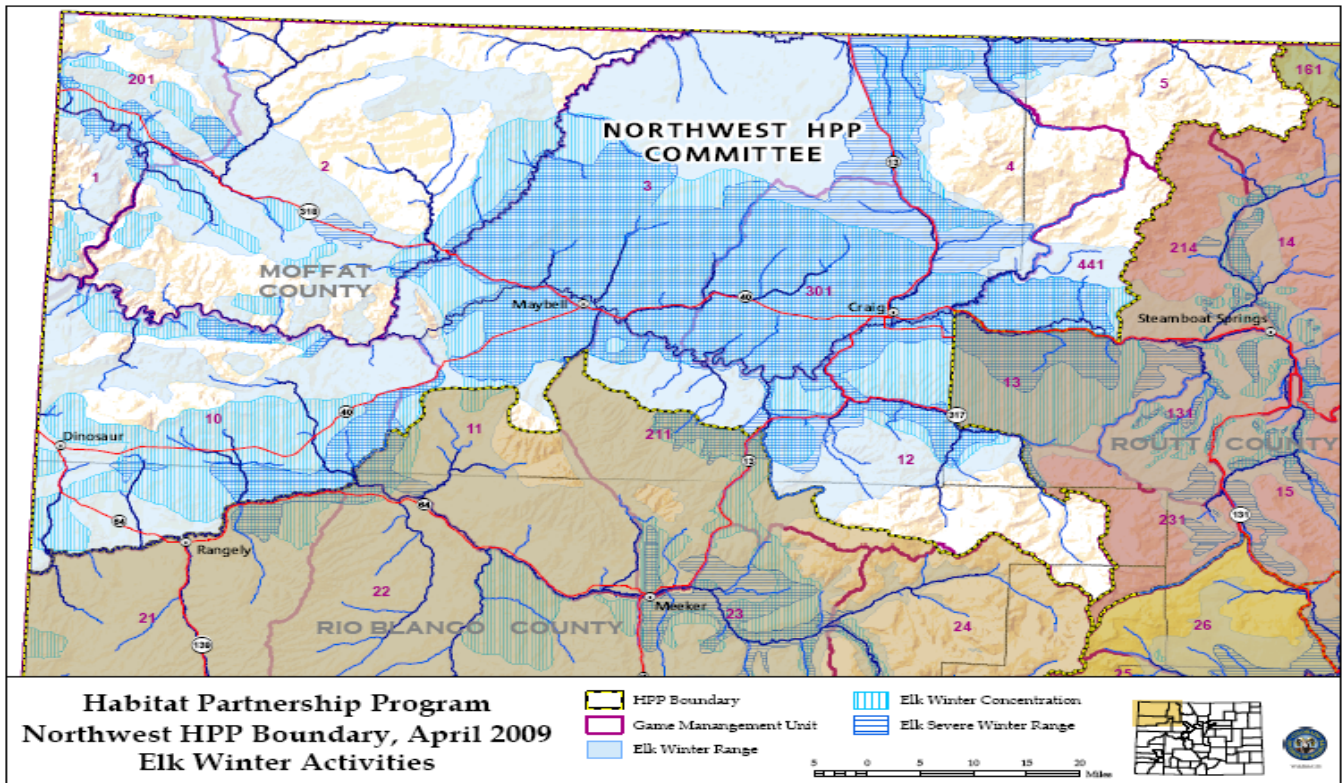 201
161
5
NORTHWEST HPP
COMMITTEE
13
2
4
1
3
318
214
14
MOFFAT
COUNTY
441
301
40
Maybell
Craig
Steamboat Springs
13
40
10
131
317
Dinosaur
11
211
ROUTT COUNTY
12
13
15
64
64
231
131
Rangely
22
Meeker
23
21
RIO BLANCO COUNTY
24
26
139
25
Habitat Partnership Program
Northwest HPP Boundary, April 2009
Elk Winter Activities
HPP Boundary
Game Mananagement Unit
Elk Winter Range
Elk Winter Concentration
Elk Severe Winter Range
5 0 5 10 15 20
Miles